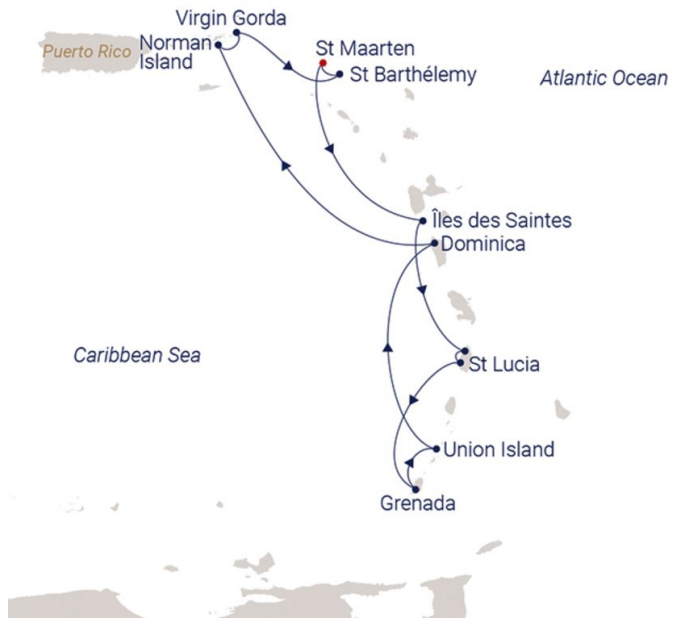 Virgin Gorda
Puerto Rico
Norman
Island
St Maarten
St Barthélemy
Atlantic Ocean
Îles des Saintes
Dominica
Caribbean Sea
St Lucia
Union Island
Grenada